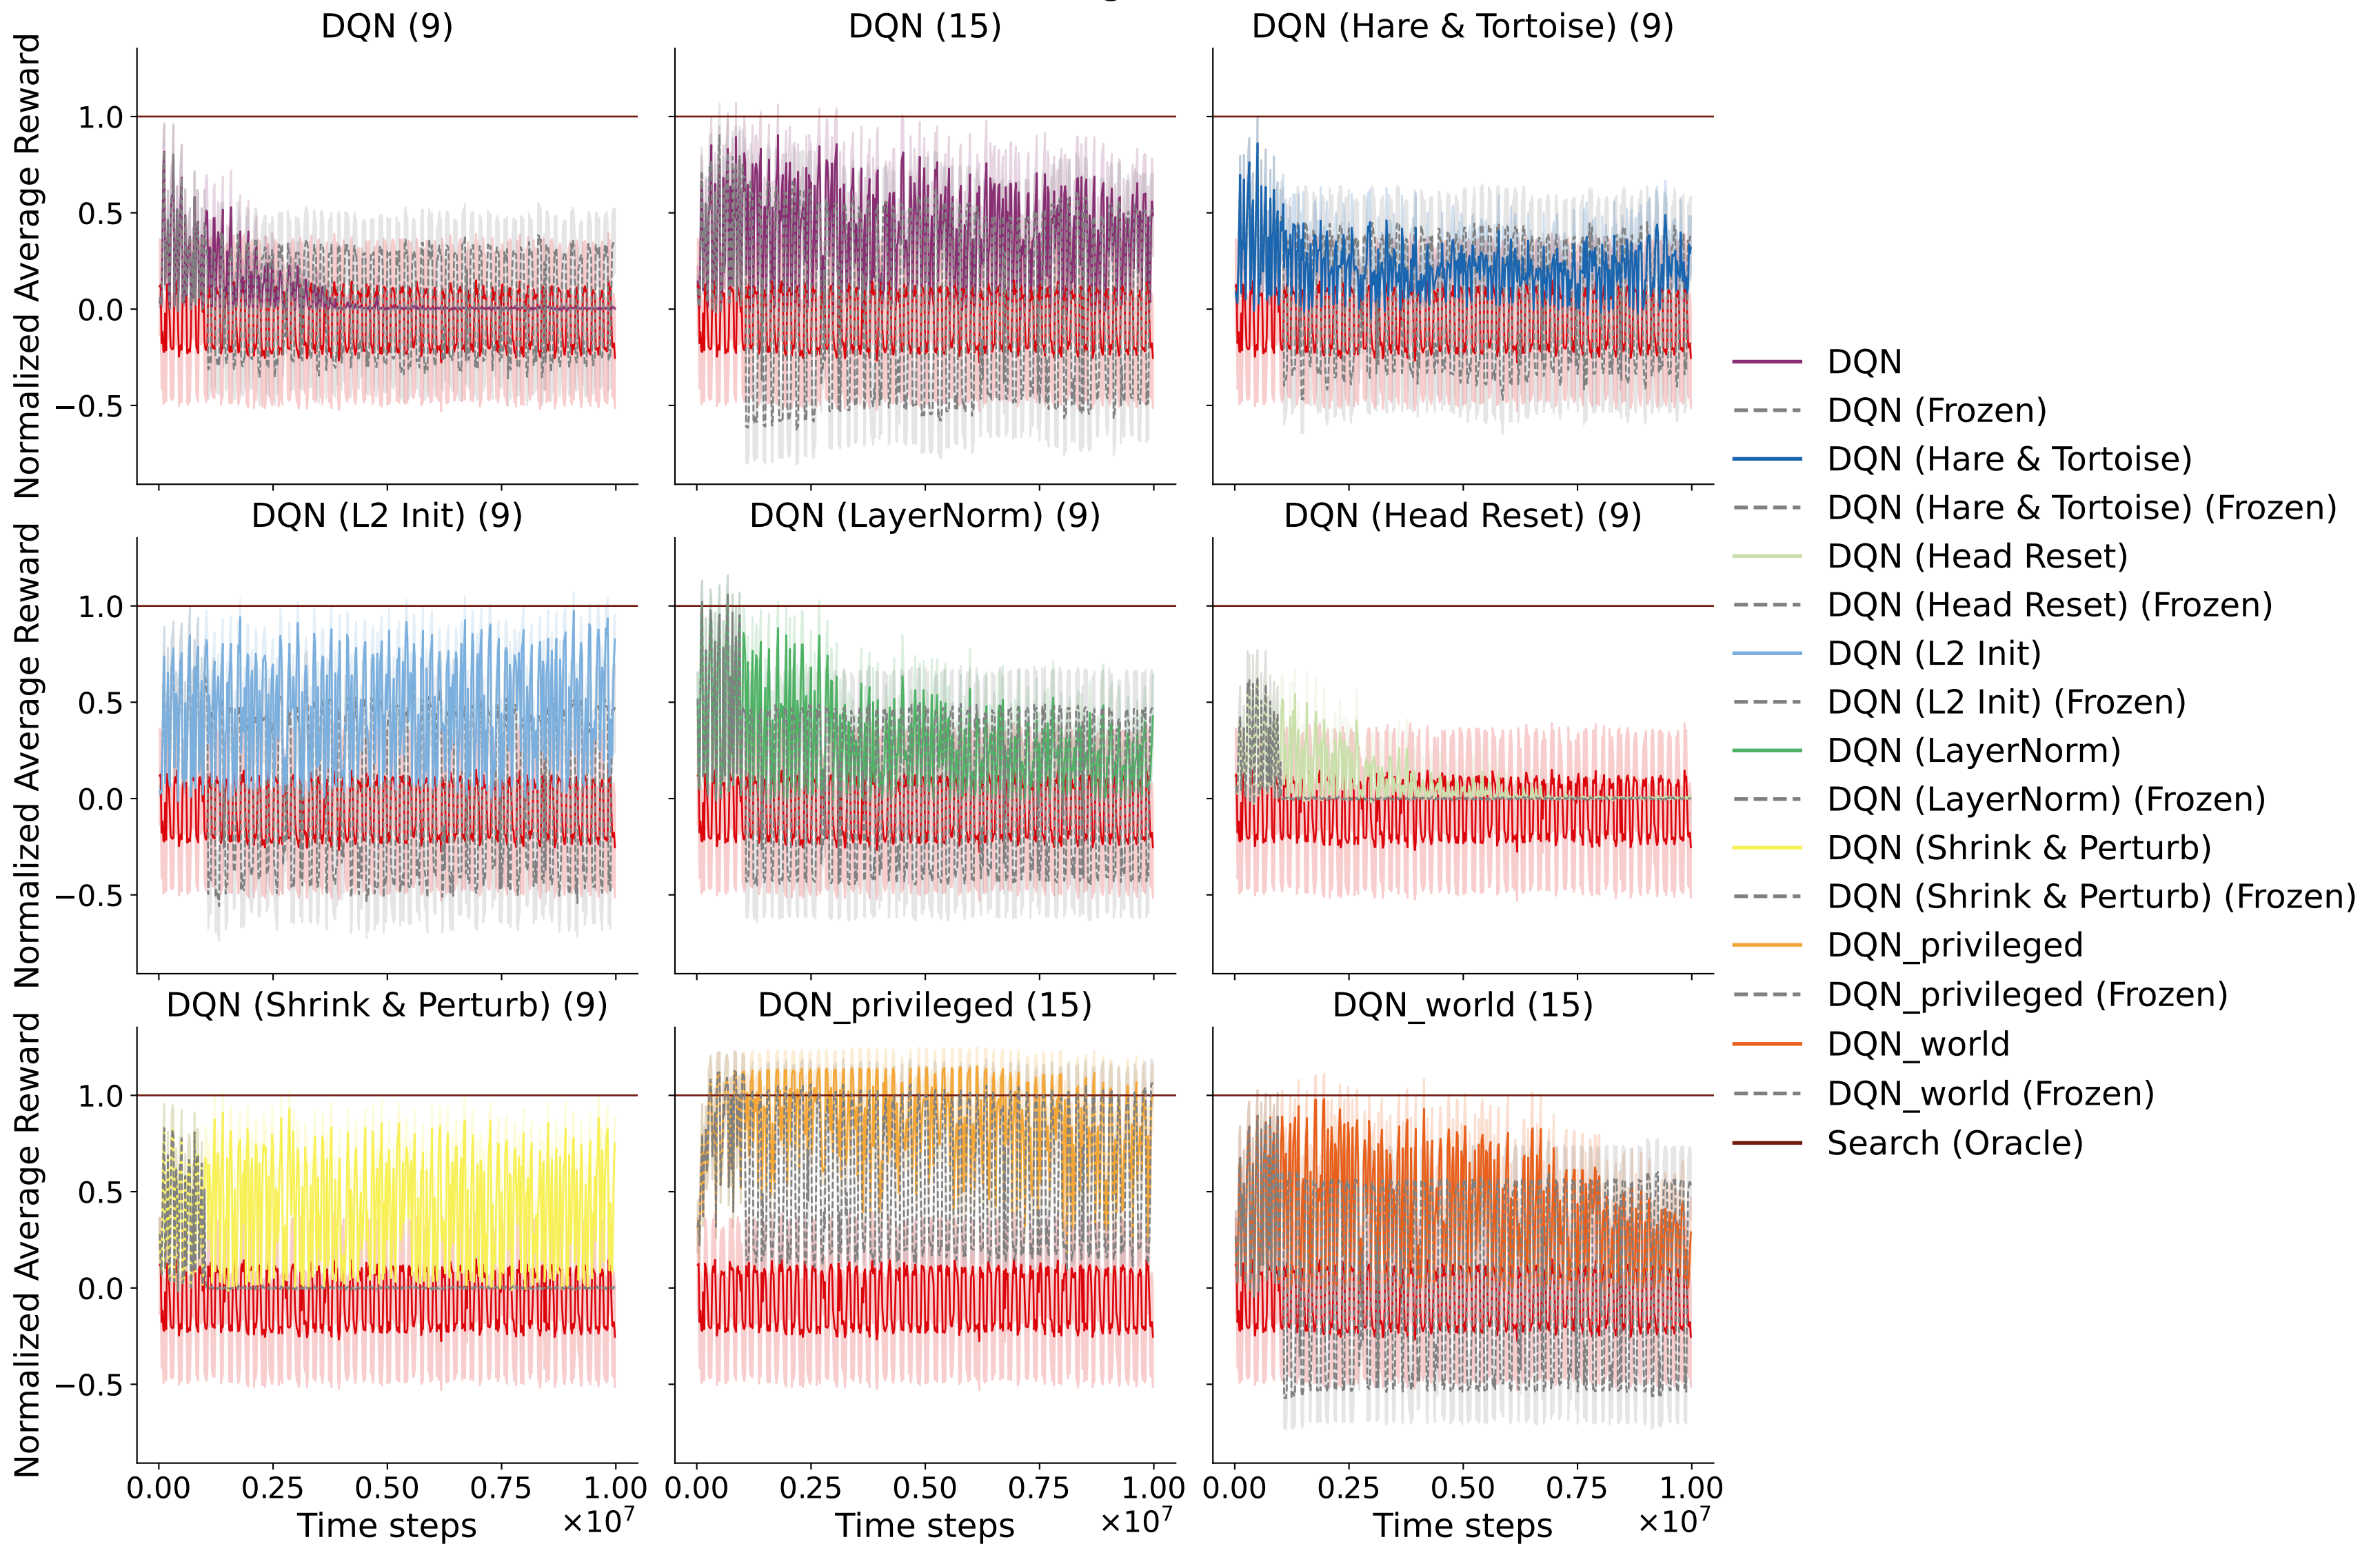 DQN (9)
DQN (15)
DQN (Hare & Tortoise) (9)
Normalized Average Reward
1.0
0.5
0.0
−0.5
DQN (L2 Init) (9)
DQN (LayerNorm) (9)
DQN (Head Reset) (9)
Normalized Average Reward
1.0
0.5
0.0
−0.5
DQN (Shrink & Perturb) (9)
DQN_privileged (15)
DQN_world (15)
Normalized Average Reward
1.0
0.5
0.0
−0.5
0.00 0.25 0.50 0.75 1.00
×10⁷
Time steps
0.00 0.25 0.50 0.75 1.00
×10⁷
Time steps
0.00 0.25 0.50 0.75 1.00
×10⁷
Time steps
DQN
DQN (Frozen)
DQN (Hare & Tortoise)
DQN (Hare & Tortoise) (Frozen)
DQN (Head Reset)
DQN (Head Reset) (Frozen)
DQN (L2 Init)
DQN (L2 Init) (Frozen)
DQN (LayerNorm)
DQN (LayerNorm) (Frozen)
DQN (Shrink & Perturb)
DQN (Shrink & Perturb) (Frozen)
DQN_privileged
DQN_privileged (Frozen)
DQN_world
DQN_world (Frozen)
Search (Oracle)